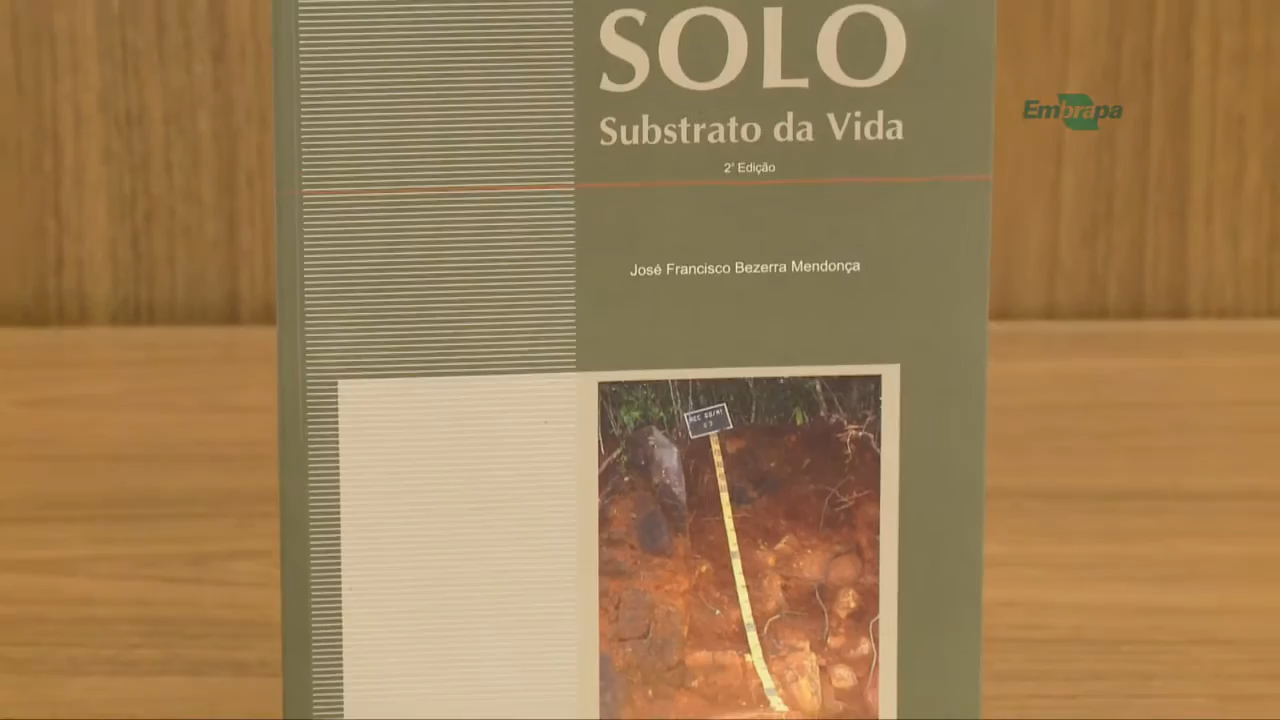 SOLO
Substrato da Vida
2ª Edição
Embrapa
José Francisco Bezerra Mendonça